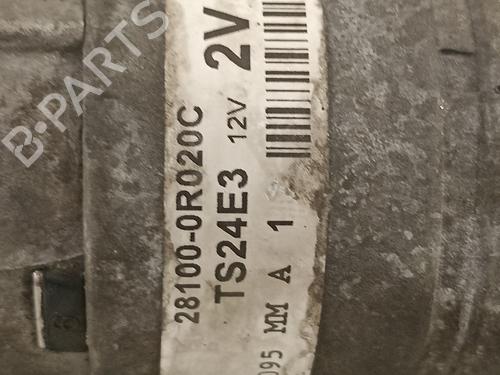 B-PARTS
28100-0R020C
TS24E3 12V 2V
095 MM A 1